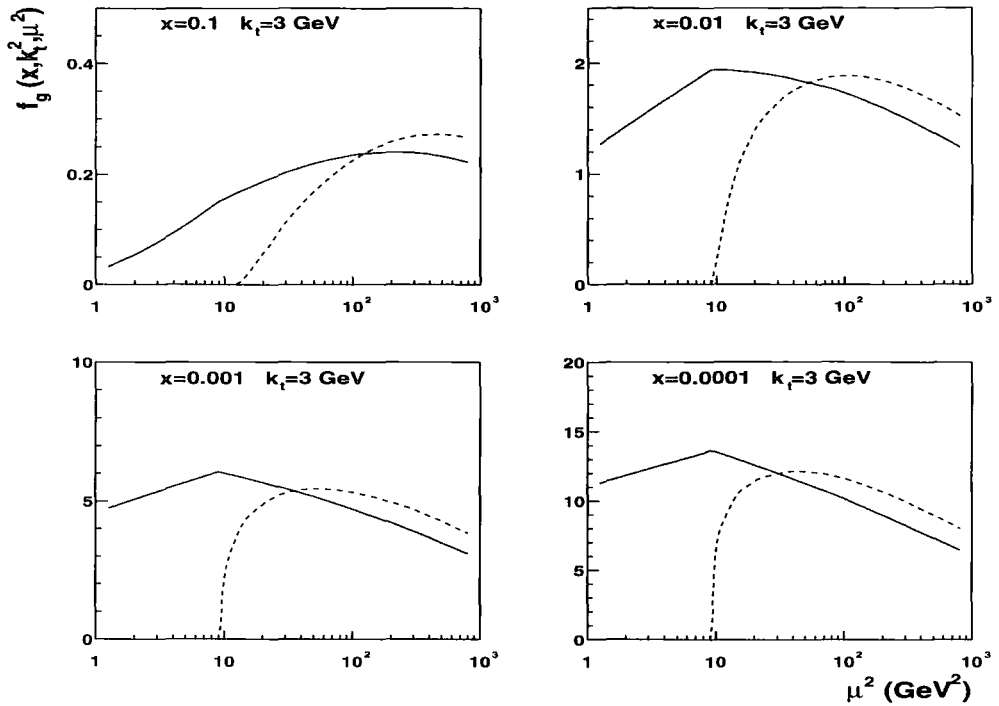 f_g (x,k_t^2,μ^2)
x=0.1 k_t=3 GeV
0.4
0.2
0
1 10 10^2 10^3
x=0.01 k_t=3 GeV
2
1
0
1 10 10^2 10^3
x=0.001 k_t=3 GeV
10
5
0
1 10 10^2 10^3
x=0.0001 k_t=3 GeV
20
15
10
5
0
1 10 10^2 10^3
μ^2 (GeV^2)